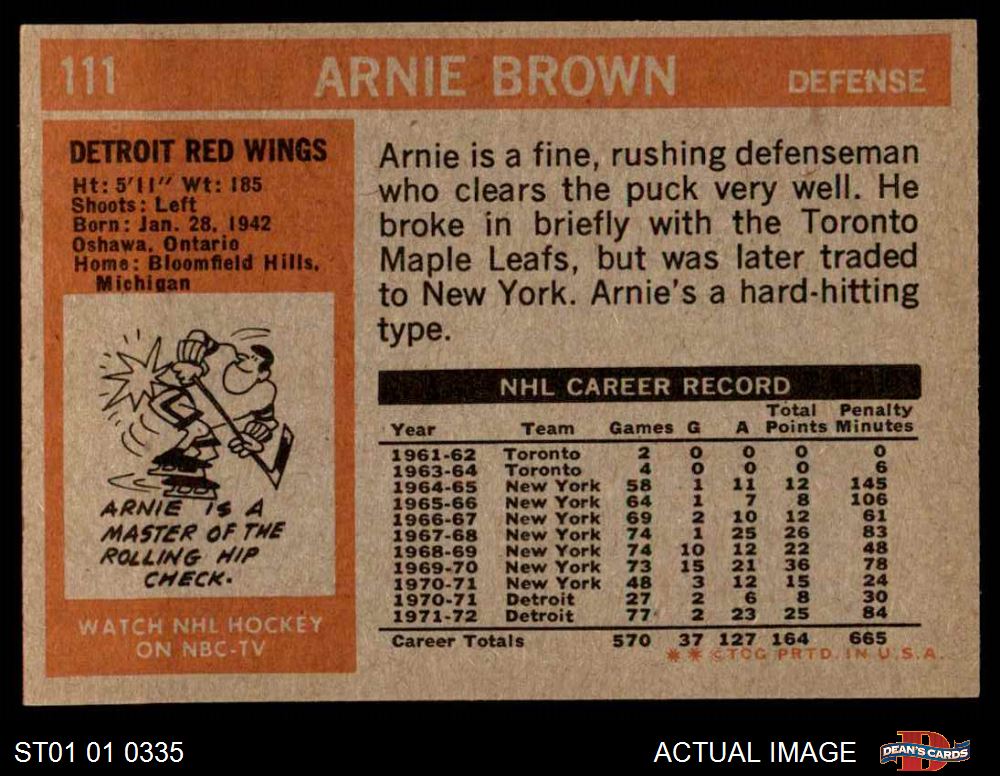 111 ARNIE BROWN DEFENSE
DETROIT RED WINGS
Ht: 5'11" Wt: 185
Shoots: Left
Born: Jan. 28, 1942
Oshawa, Ontario
Home: Bloomfield Hills,
Michigan
ARNIE IS A
MASTER OF THE
ROLLING HIP
CHECK.
WATCH NHL HOCKEY
ON NBC-TV
Arnie is a fine, rushing defenseman
who clears the puck very well. He
broke in briefly with the Toronto
Maple Leafs, but was later traded
to New York. Arnie's a hard-hitting
type.
NHL CAREER RECORD
Total Penalty
Year Team Games G A Points Minutes
1961-62 Toronto 2 0 0 0 0
1963-64 Toronto 4 0 0 0 6
1964-65 New York 58 1 11 12 145
1965-66 New York 64 1 7 8 106
1966-67 New York 69 2 10 12 61
1967-68 New York 74 1 25 26 83
1968-69 New York 74 10 12 22 48
1969-70 New York 73 15 21 36 78
1970-71 New York 48 3 12 15 24
1970-71 Detroit 27 2 6 8 30
1971-72 Detroit 77 2 23 25 84
Career Totals 570 37 127 164 665
** ©TCG PRTD. IN U.S.A.
ST01 01 0335
ACTUAL IMAGE
D
DEAN'S CARDS